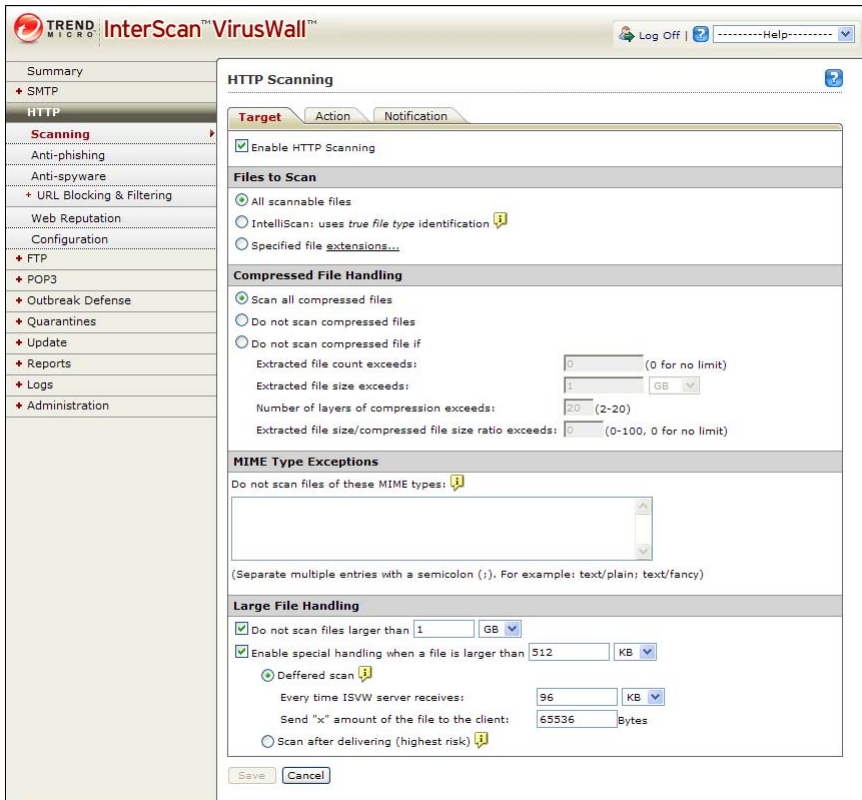 TREND MICRO™ InterScan™ VirusWall™
Log Off | ? ---------Help---------
Summary
+ SMTP
HTTP
Scanning
Anti-phishing
Anti-spyware
+ URL Blocking & Filtering
Web Reputation
Configuration
+ FTP
+ POP3
+ Outbreak Defense
+ Quarantines
+ Update
+ Reports
+ Logs
+ Administration
HTTP Scanning ?
Target Action Notification
Enable HTTP Scanning
Files to Scan
All scannable files
IntelliScan: uses true file type identification
Specified file extensions...
Compressed File Handling
Scan all compressed files
Do not scan compressed files
Do not scan compressed file if
Extracted file count exceeds: 0 (0 for no limit)
Extracted file size exceeds: 1 GB
Number of layers of compression exceeds: 20 (2-20)
Extracted file size/compressed file size ratio exceeds: 0 (0-100, 0 for no limit)
MIME Type Exceptions
Do not scan files of these MIME types:
(Separate multiple entries with a semicolon (;). For example: text/plain; text/fancy)
Large File Handling
Do not scan files larger than 1 GB
Enable special handling when a file is larger than 512 KB
Deffered scan
Every time ISVW server receives: 96 KB
Send "x" amount of the file to the client: 65536 Bytes
Scan after delivering (highest risk)
Save Cancel